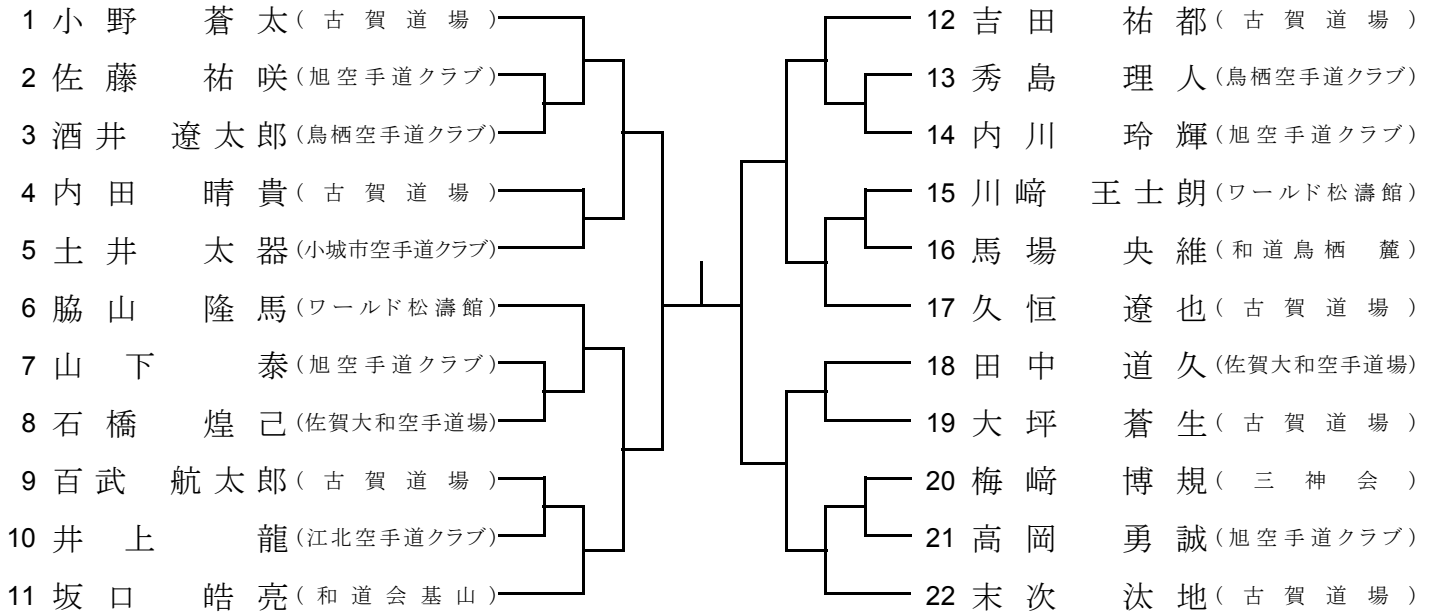 1 小野 蒼太 (古賀道場)
2 佐藤 祐咲 (旭空手道クラブ)
3 酒井 遼太郎 (鳥栖空手道クラブ)
4 内田 晴貴 (古賀道場)
5 土井 太器 (小城市空手道クラブ)
6 脇山 隆馬 (ワールド松濤館)
7 山下 泰 (旭空手道クラブ)
8 石橋 煌己 (佐賀大和空手道場)
9 百武 航太郎 (古賀道場)
10 井上 龍 (江北空手道クラブ)
11 坂口 皓亮 (和道会基山)
12 吉田 祐都 (古賀道場)
13 秀島 理人 (鳥栖空手道クラブ)
14 内川 玲輝 (旭空手道クラブ)
15 川﨑 王士朗 (ワールド松濤館)
16 馬場 央維 (和道鳥栖 麓)
17 久恒 遼也 (古賀道場)
18 田中 道久 (佐賀大和空手道場)
19 大坪 蒼生 (古賀道場)
20 梅﨑 博規 (三神会)
21 高岡 勇誠 (旭空手道クラブ)
22 末次 汰地 (古賀道場)